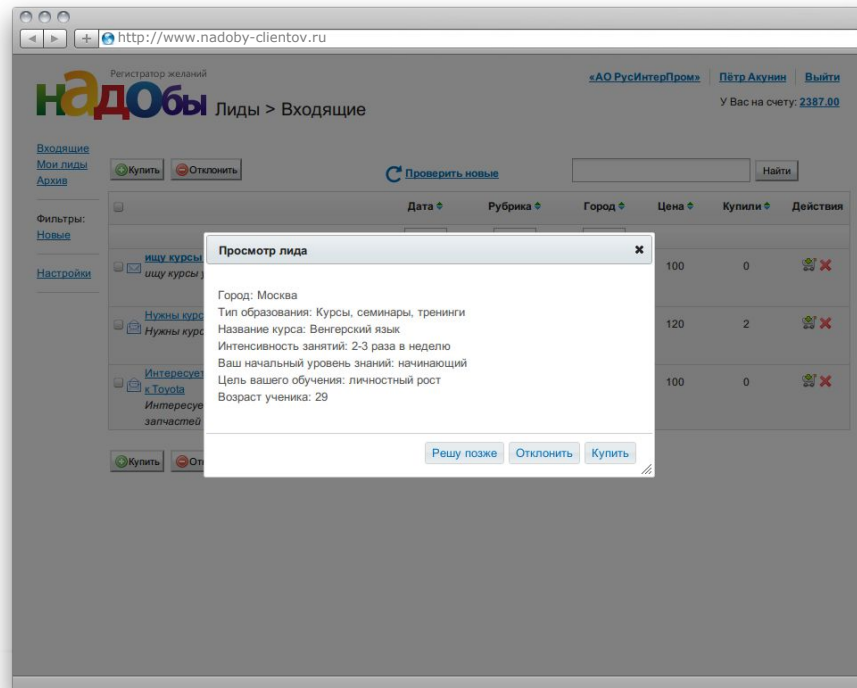 http://www.nadoby-clientov.ru
Регистратор желаний
надобы
Лиды > Входящие
«АО РусИнтерПром» Пётр Акунин Выйти
У Вас на счету: 2387.00
Входящие
Мои лиды
Архив
Фильтры:
Новые
Настройки
Купить Отклонить Проверить новые Найти
Дата Рубрика Город Цена Купили Действия
ищу курсы
ищу курсы
100 0
Нужны
Нужны
120 2
к Toyota
запчастей
100 0
Купить
Просмотр лида
Город: Москва
Тип образования: Курсы, семинары, тренинги
Название курса: Венгерский язык
Интенсивность занятий: 2-3 раза в неделю
Ваш начальный уровень знаний: начинающий
Цель вашего обучения: личностный рост
Возраст ученика: 29
Решу позже Отклонить Купить